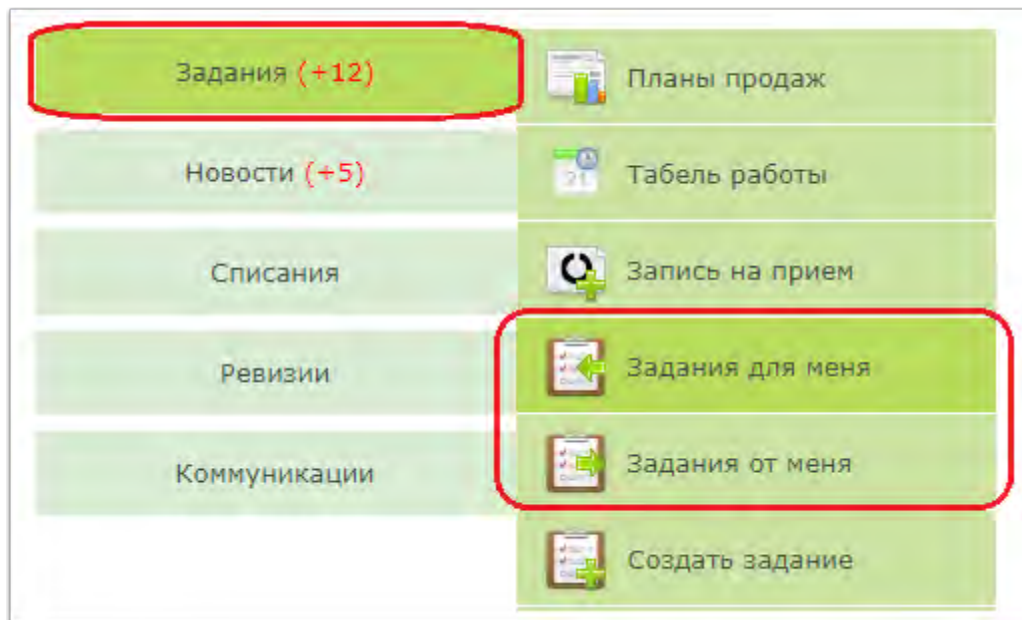 Задания (+12)
Новости (+5)
Списания
Ревизии
Коммуникации
Планы продаж
21
Табель работы
Запись на прием
Задания для меня
Задания от меня
Создать задание